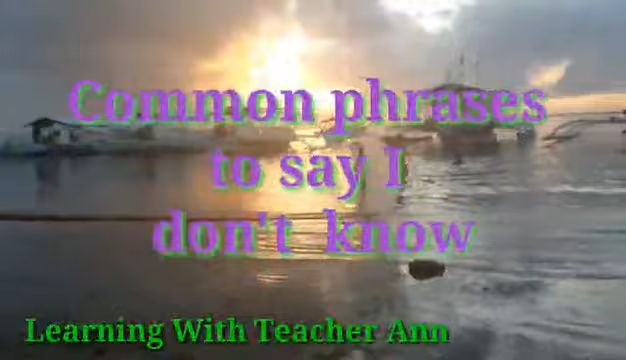 Common phrases
to say I
don't know
Learning With Teacher Ann